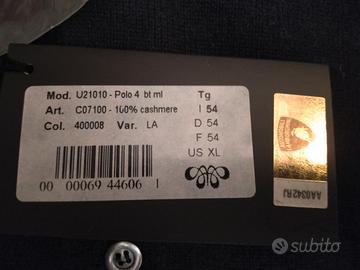 Mod. U21010 - Polo 4 bt ml Tg
Art. C07100 - 100% cashmere I 54
Col. 400008 Var. LA D 54
F 54
US XL
00 00069 44606 1
AA0342RJ
subito